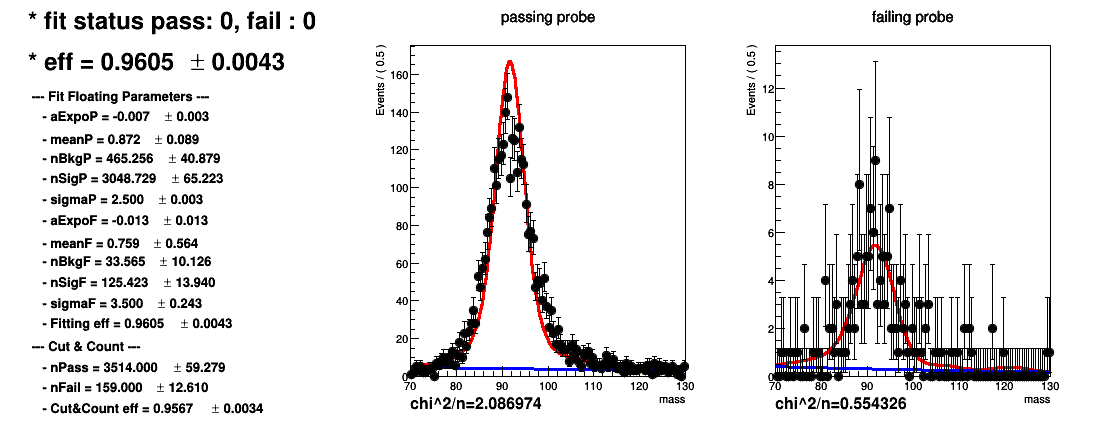 * fit status pass: 0, fail : 0
* eff = 0.9605 ± 0.0043
--- Fit Floating Parameters ---
- aExpoP = -0.007 ± 0.003
- meanP = 0.872 ± 0.089
- nBkgP = 465.256 ± 40.879
- nSigP = 3048.729 ± 65.223
- sigmaP = 2.500 ± 0.003
- aExpoF = -0.013 ± 0.013
- meanF = 0.759 ± 0.564
- nBkgF = 33.565 ± 10.126
- nSigF = 125.423 ± 13.940
- sigmaF = 3.500 ± 0.243
- Fitting eff = 0.9605 ± 0.0043
--- Cut & Count ---
- nPass = 3514.000 ± 59.279
- nFail = 159.000 ± 12.610
- Cut&Count eff = 0.9567 ± 0.0034
passing probe
Events / ( 0.5 )
160
140
120
100
80
60
40
20
0
70 80 90 100 110 120 130
mass
chi^2/n=2.086974
failing probe
Events / ( 0.5 )
12
10
8
6
4
2
0
70 80 90 100 110 120 130
mass
chi^2/n=0.554326